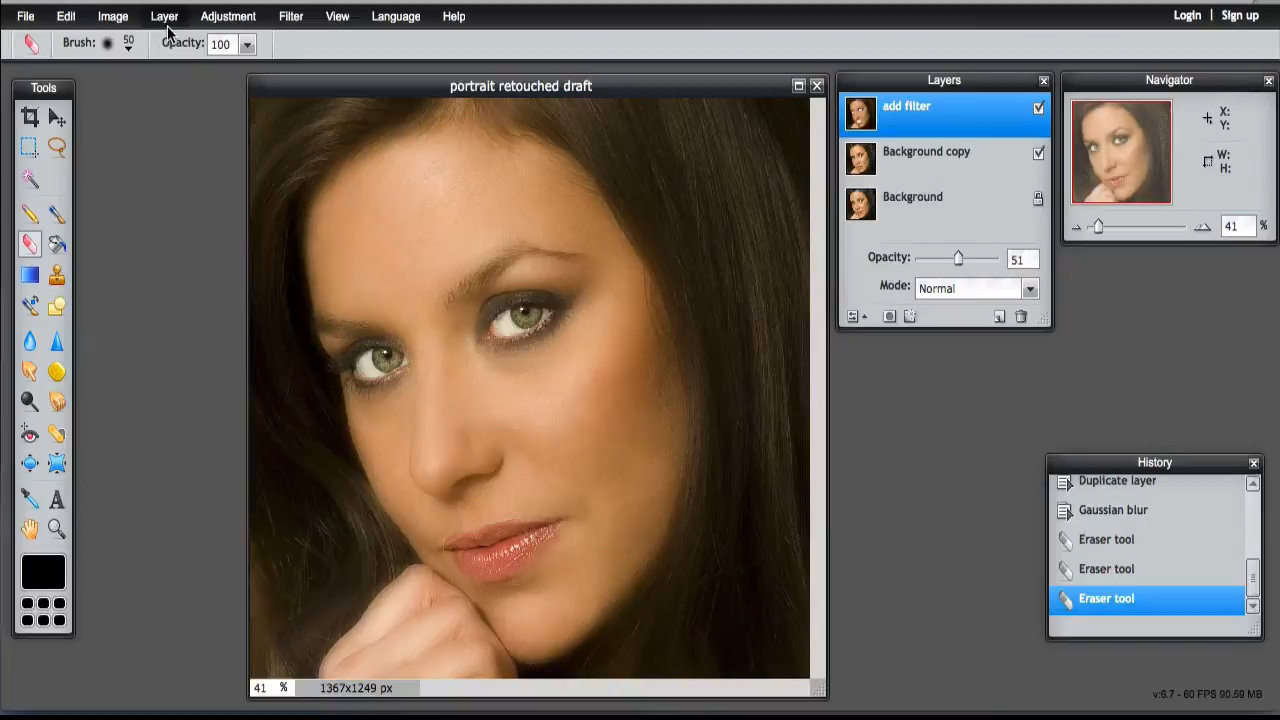 File Edit Image Layer Adjustment Filter View Language Help Login | Sign up
Brush: 50 Opacity: 100
Tools
portrait retouched draft
41 % 1367x1249 px
Layers
add filter
Background copy
Background
Opacity: 51
Mode: Normal
Navigator
X:
Y:
W:
H:
41 %
History
Duplicate layer
Gaussian blur
Eraser tool
Eraser tool
Eraser tool
A
v:6.7 - 60 FPS 90.59 MB